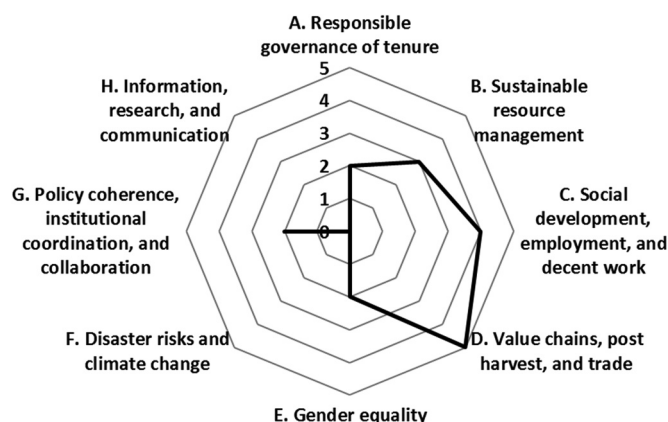 A. Responsible
governance of tenure
5
4
3
2
1
0
B. Sustainable
resource
management
C. Social
development,
employment, and
decent work
D. Value chains, post
harvest, and trade
E. Gender equality
F. Disaster risks and
climate change
G. Policy coherence,
institutional
coordination, and
collaboration
H. Information,
research, and
communication